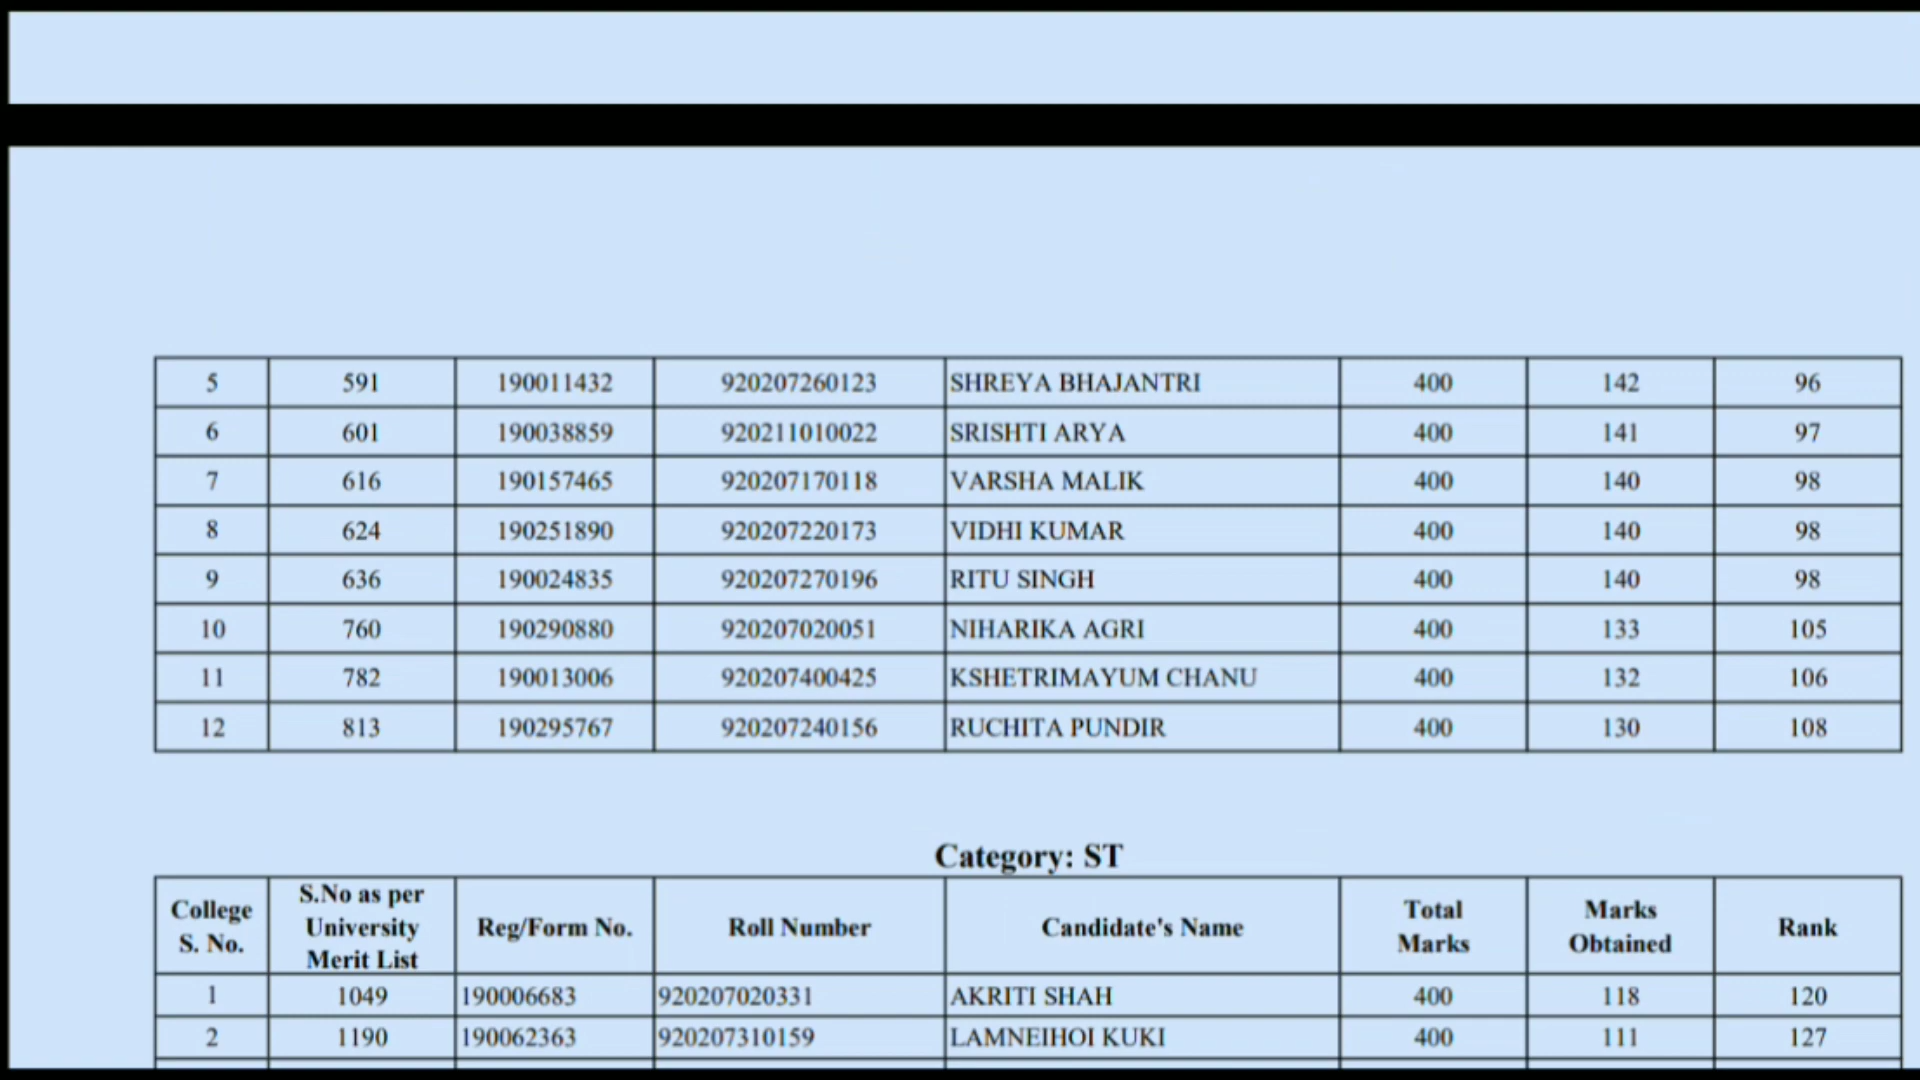 5 591 190011432 920207260123 SHREYA BHAJANTRI 400 142 96
6 601 190038859 920211010022 SRISHTI ARYA 400 141 97
7 616 190157465 920207170118 VARSHA MALIK 400 140 98
8 624 190251890 920207220173 VIDHI KUMAR 400 140 98
9 636 190024835 920207270196 RITU SINGH 400 140 98
10 760 190290880 920207020051 NIHARIKA AGRI 400 133 105
11 782 190013006 920207400425 KSHETRIMAYUM CHANU 400 132 106
12 813 190295767 920207240156 RUCHITA PUNDIR 400 130 108
Category: ST
College S. No. S.No as per University Merit List Reg/Form No. Roll Number Candidate's Name Total Marks Marks Obtained Rank
1 1049 190006683 920207020331 AKRITI SHAH 400 118 120
2 1190 190062363 920207310159 LAMNEIHOI KUKI 400 111 127